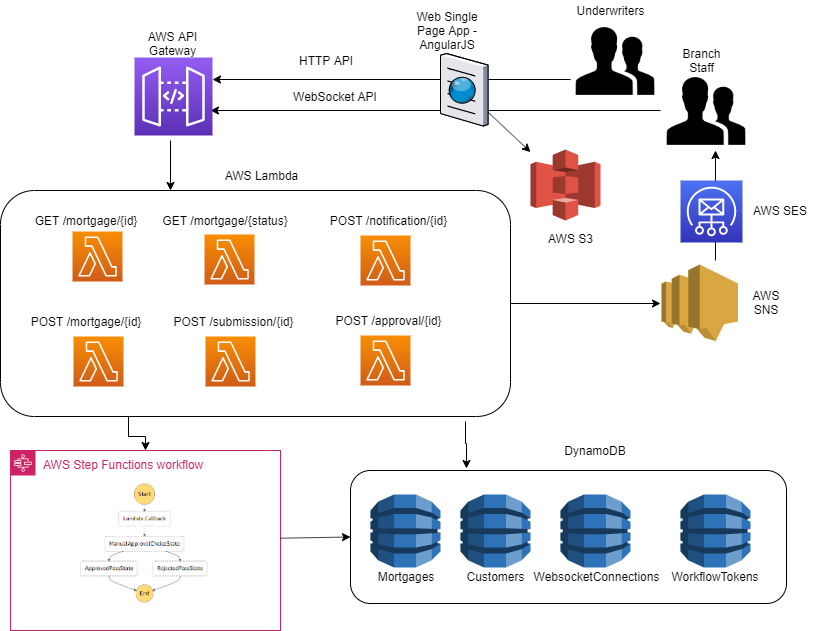 Underwriters
Web Single
Page App -
AngularJS
AWS API
Gateway
Branch
Staff
HTTP API
WebSocket API
</>
AWS Lambda
AWS S3
AWS SES
AWS
SNS
GET /mortgage/{id}
GET /mortgage/{status}
POST /notification/{id}
POST /mortgage/{id}
POST /submission/{id}
POST /approval/{id}
DynamoDB
AWS Step Functions workflow
Start
Lambda Callback
ManualApprovalChoiceState
ApprovedPassState
RejectedPassState
End
Mortgages
Customers
WebsocketConnections
WorkflowTokens